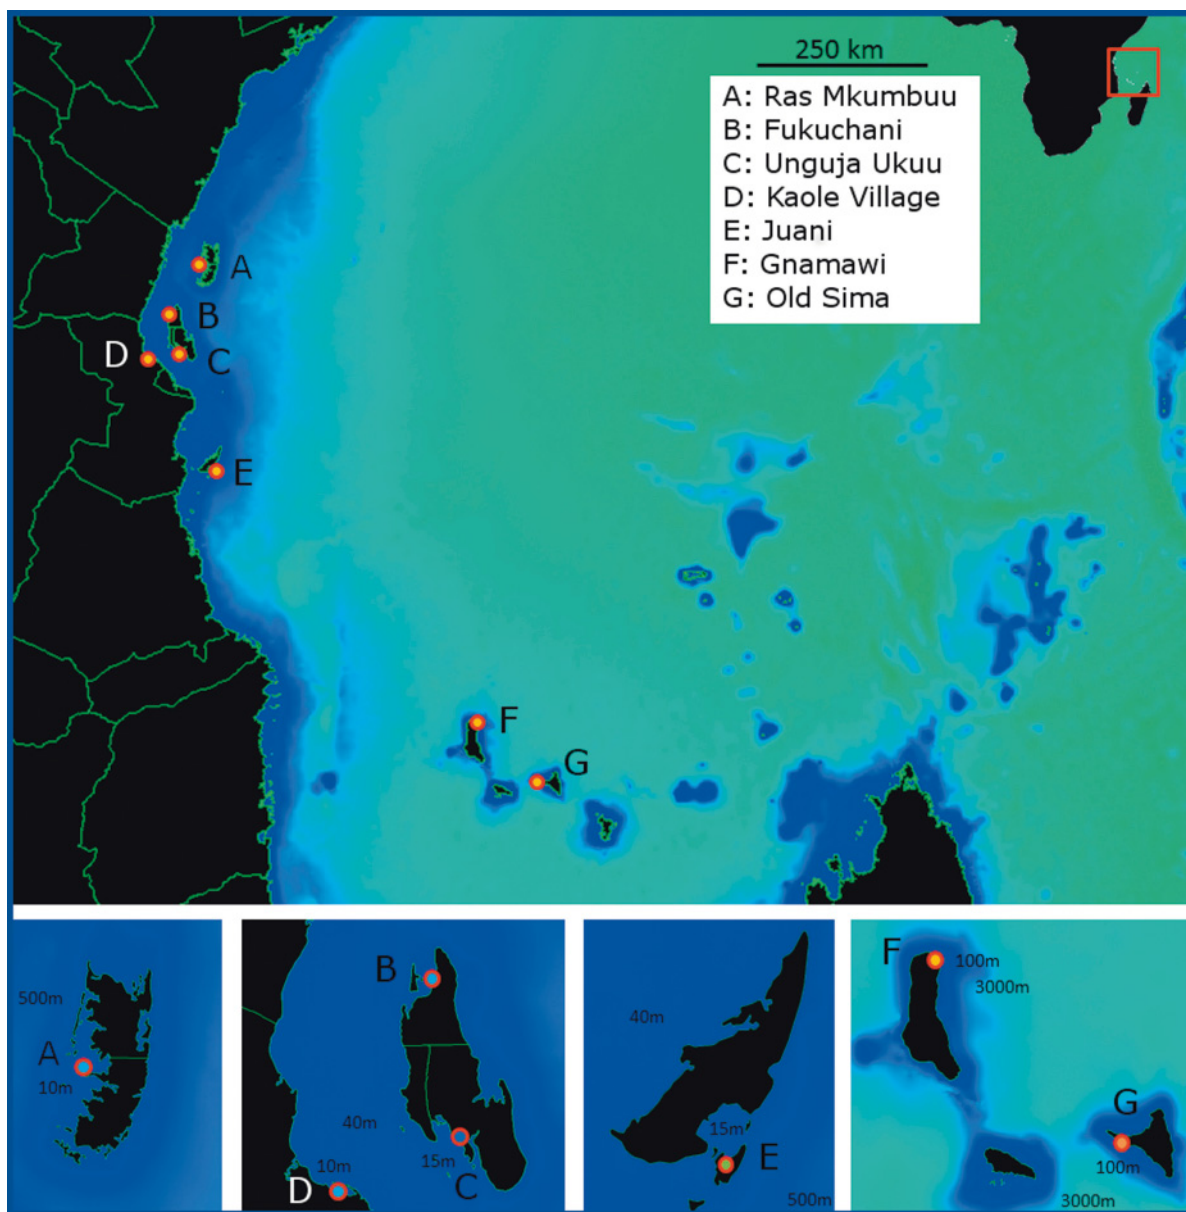 250 km
A: Ras Mkumbuu
B: Fukuchani
C: Unguja Ukuu
D: Kaole Village
E: Juani
F: Gnamawi
G: Old Sima
A
B
D
C
E
F
G
500m
A
10m
B
40m
15m
10m
D
C
40m
15m
E
500m
F
100m
3000m
G
100m
3000m